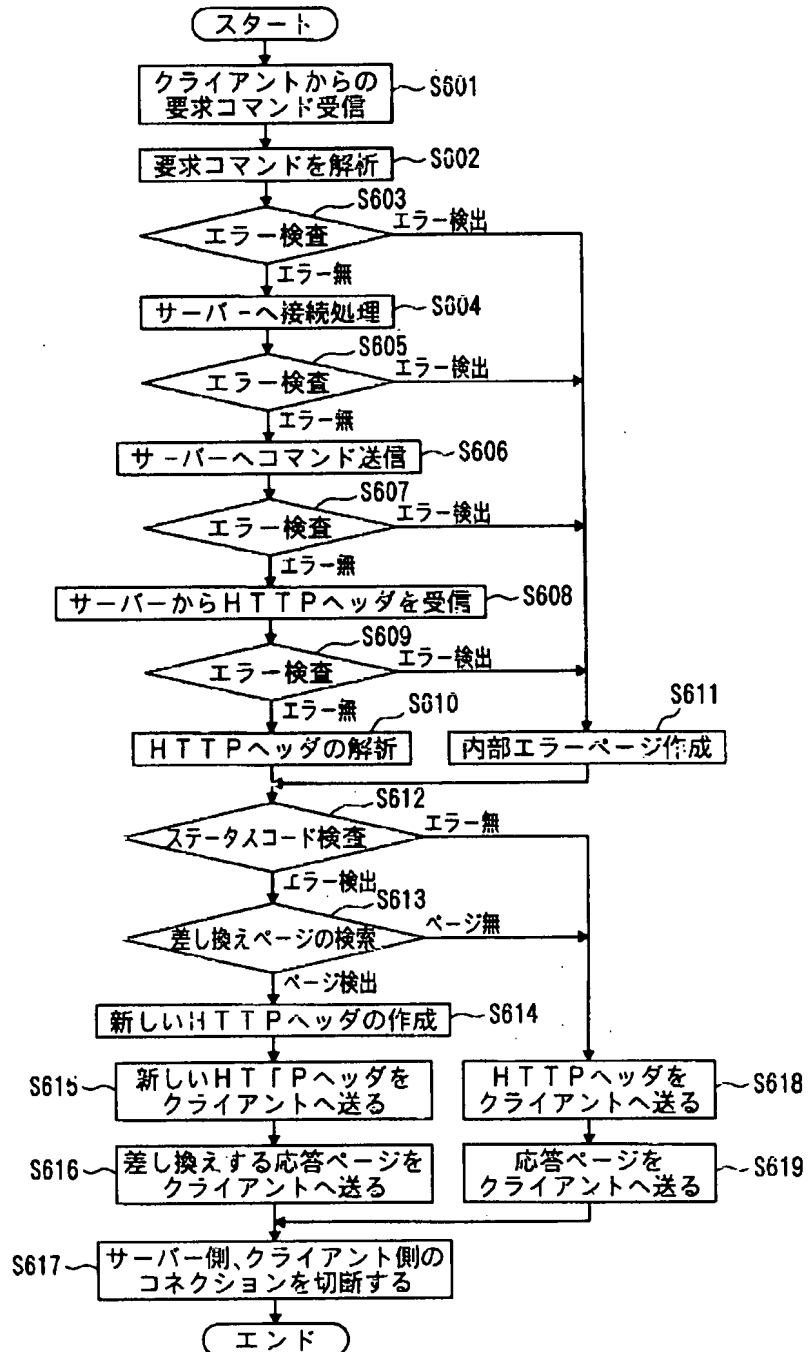 スタート
クライアントからの
要求コマンド受信
S601
要求コマンドを解析
S602
S603
エラー検査
エラー検出
エラー無
サーバーへ接続処理
S604
S605
エラー検査
エラー検出
エラー無
サーバーへコマンド送信
S606
S607
エラー検査
エラー検出
エラー無
サーバーからHTTPヘッダを受信
S608
S609
エラー検査
エラー検出
エラー無
S610
HTTPヘッダの解析
S611
内部エラーページ作成
S612
ステータスコード検査
エラー無
エラー検出
S613
差し換えページの検索
ページ無
ページ検出
新しいHTTPヘッダの作成
S614
S615
新しいHTTPヘッダを
クライアントへ送る
HTTPヘッダを
クライアントへ送る
S618
S616
差し換えする応答ページを
クライアントへ送る
応答ページを
クライアントへ送る
S619
S617
サーバー側、クライアント側の
コネクションを切断する
エンド